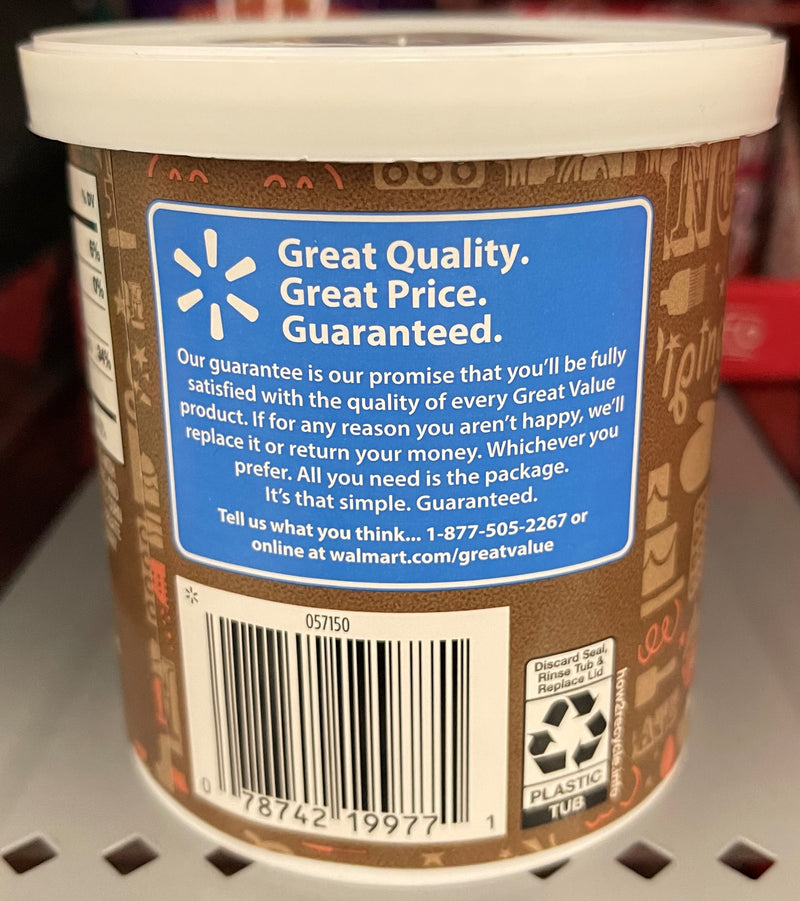 % DV
6%
0%
34%
Great Quality.
Great Price.
Guaranteed.
Our guarantee is our promise that you'll be fully
satisfied with the quality of every Great Value
product. If for any reason you aren't happy, we'll
replace it or return your money. Whichever you
prefer. All you need is the package.
It's that simple. Guaranteed.
Tell us what you think... 1-877-505-2267 or
online at walmart.com/greatvalue
057150
0 78742 19977 1
Discard Seal,
Rinse Tub &
Replace Lid
PLASTIC
TUB
how2recycle.info